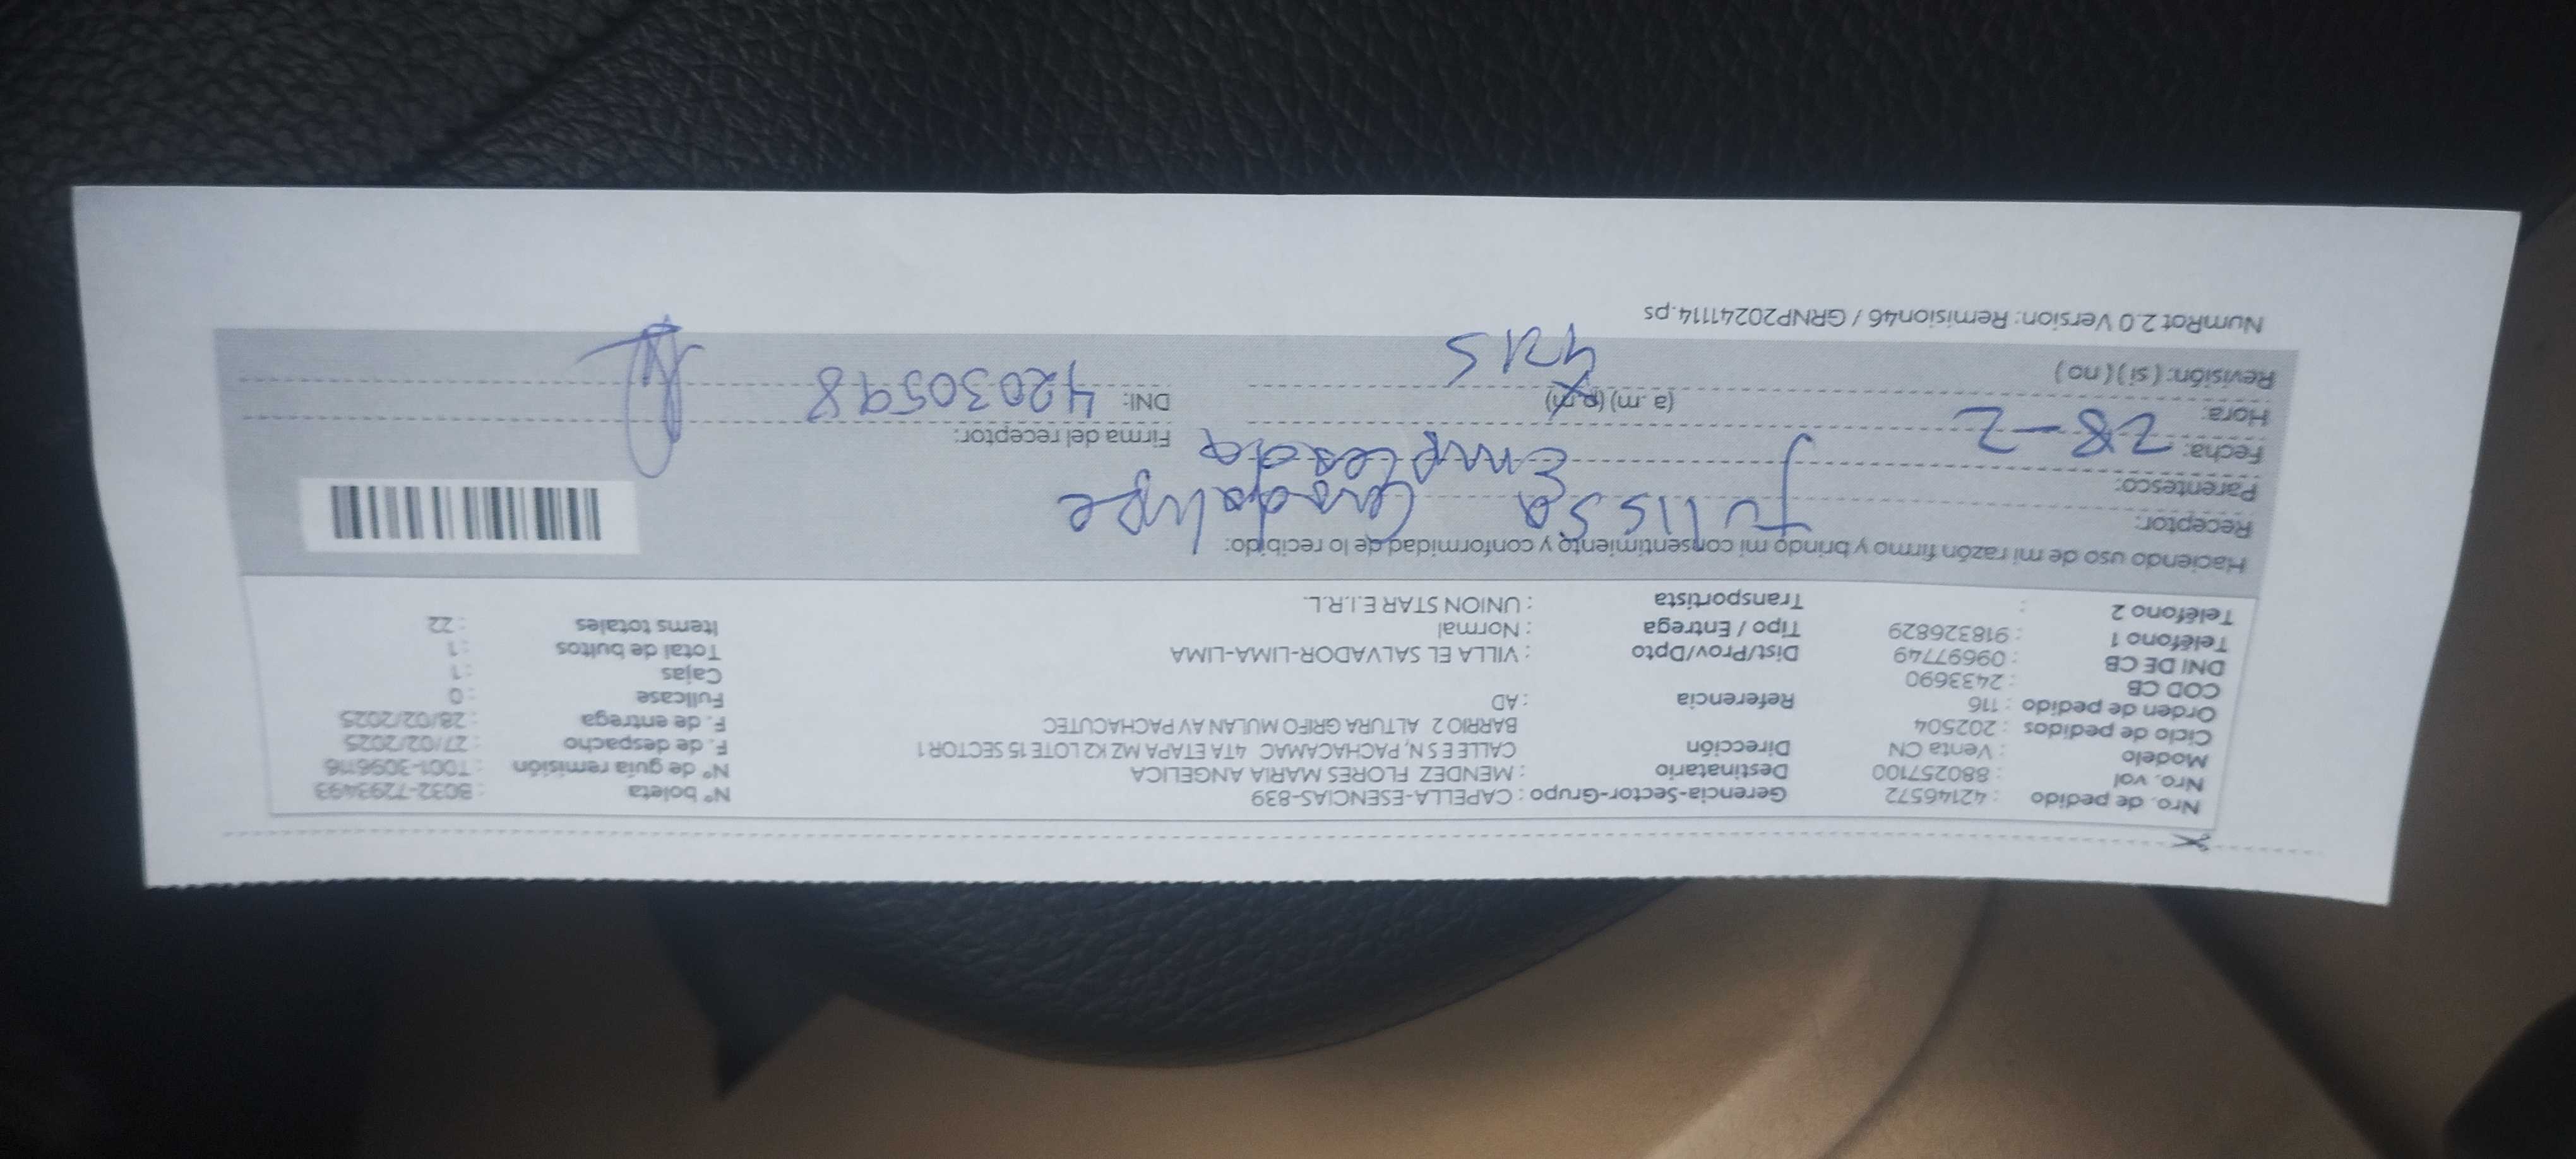 Nro. de pedido : 42146572 Gerencia-Sector-Grupo : CAPELLA-ESENCIAS-839 N° boleta : B032-7293493
Nro. vol : 880257100 Destinatario : MENDEZ FLORES MARIA ANGELICA N° de guía remisión : T001-3096116
Modelo : Venta CN Dirección CALLE E S N, PACHACAMAC 4TA ETAPA MZ K2 LOTE 15 SECTOR 1 F. de despacho : 27/02/2025
Ciclo de pedidos : 202504 BARRIO 2 ALTURA GRIFO MULAN AV PACHACUTEC F. de entrega : 28/02/2025
Orden de pedido : 116 Referencia : AD Fullcase : 0
COD CB : 2433690 Cajas : 1
DNI DE CB : 09697749 Dist/Prov/Dpto : VILLA EL SALVADOR-LIMA-LIMA Total de bultos : 1
Teléfono 1 : 918326829 Tipo / Entrega : Normal Items totales : 22
Teléfono 2 : Transportista : UNION STAR E.I.R.L.
Haciendo uso de mi razón firmo y brindo mi consentimiento y conformidad de lo recibido:
Receptor: Julissa Guadalupe
Parentesco: Empleada
Fecha: 28-2 Firma del receptor:
Hora: (a.m) (p.m) DNI: 42030598
Revisión: ( si ) ( no )
NumRot 2.0 Version: Remision46 / GRNP20241114.ps